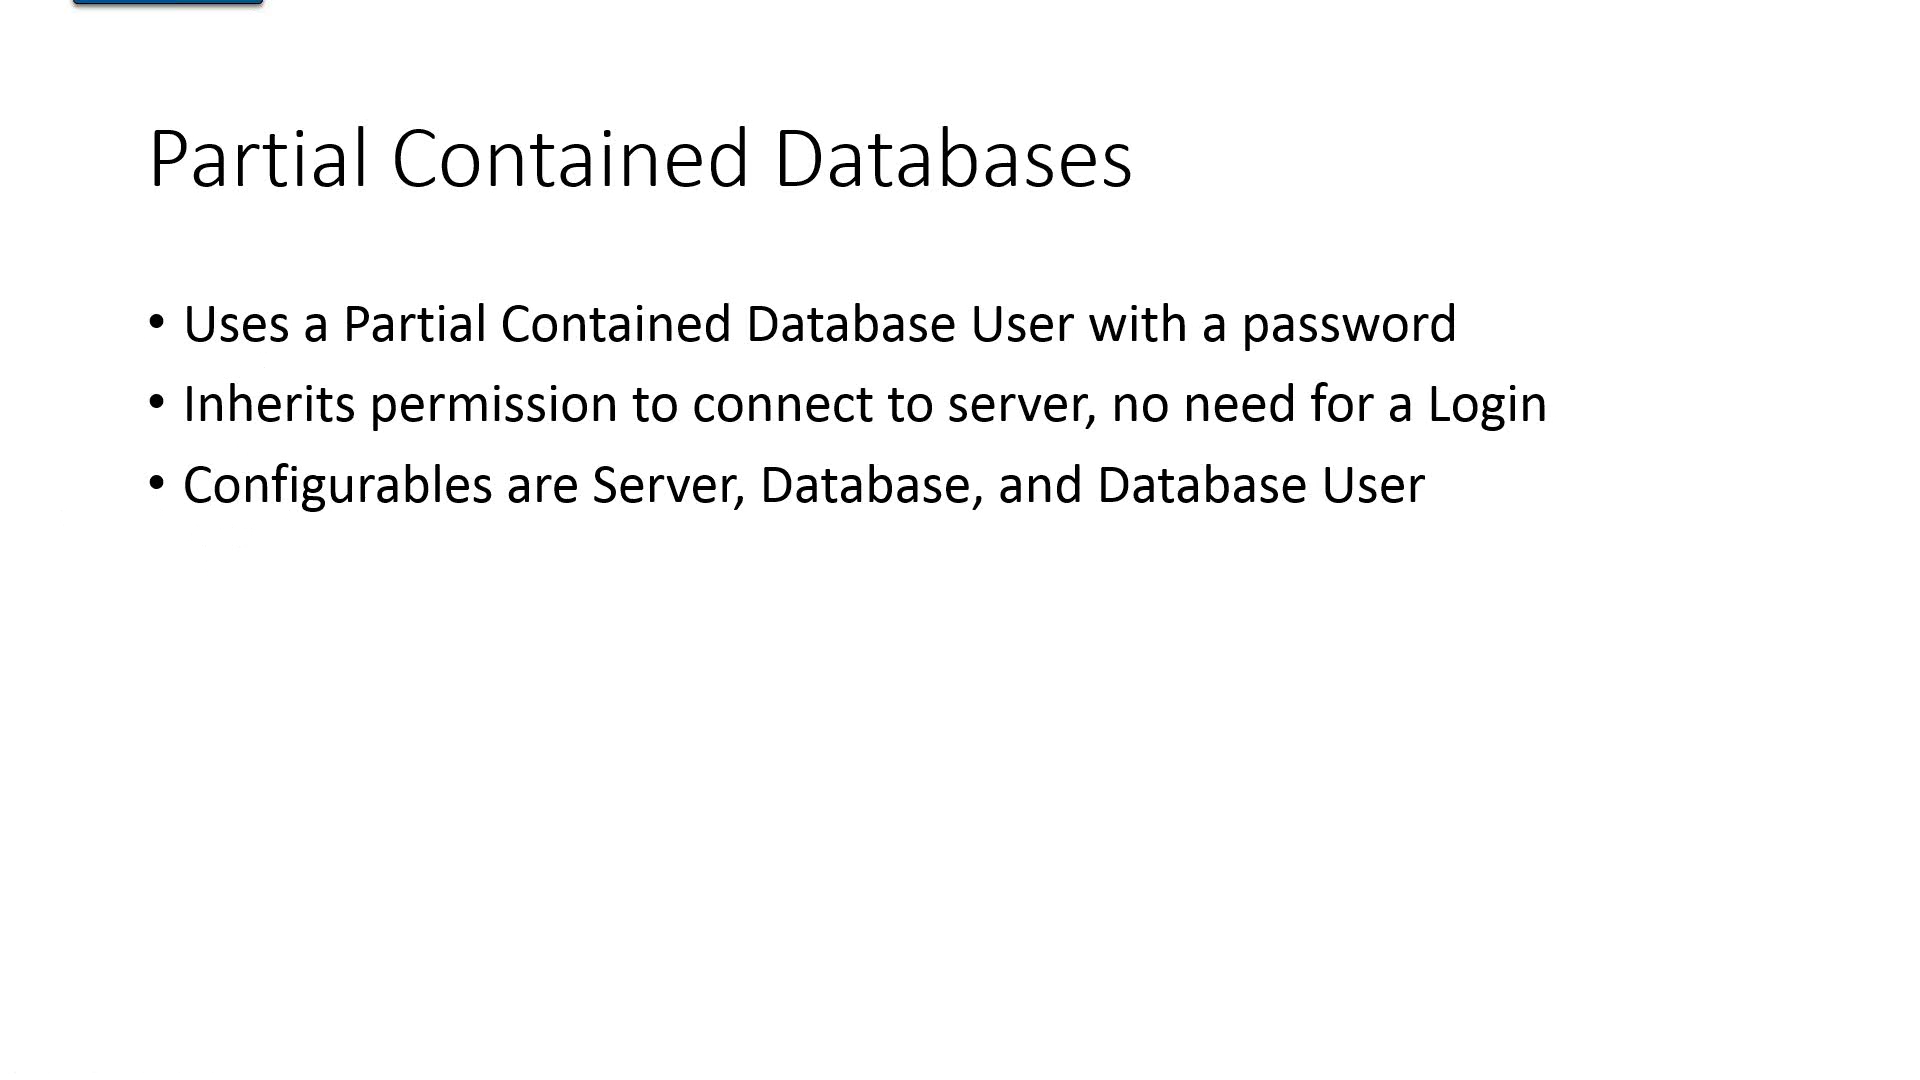 Partial Contained Databases
• Uses a Partial Contained Database User with a password
• Inherits permission to connect to server, no need for a Login
• Configurables are Server, Database, and Database User